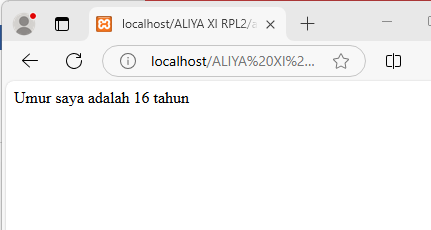 localhost/ALIYA XI RPL2/a
localhost/ALIYA%20XI%2...
Umur saya adalah 16 tahun